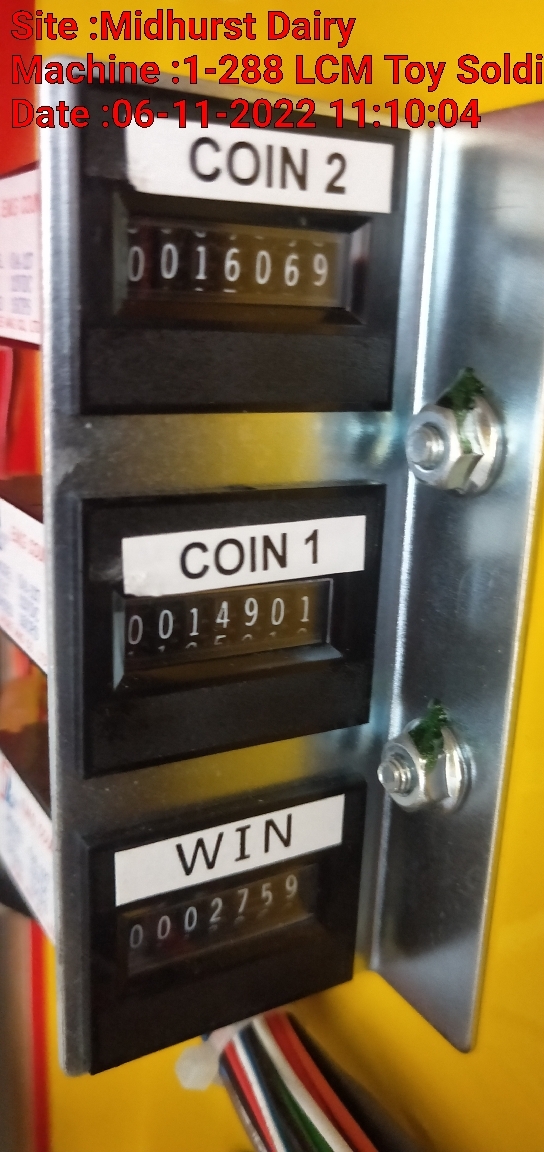 Site :Midhurst Dairy
Machine :1-288 LCM Toy Soldi
Date :06-11-2022 11:10:04
COIN 2
0016069
COIN 1
0014901
WIN
0002759